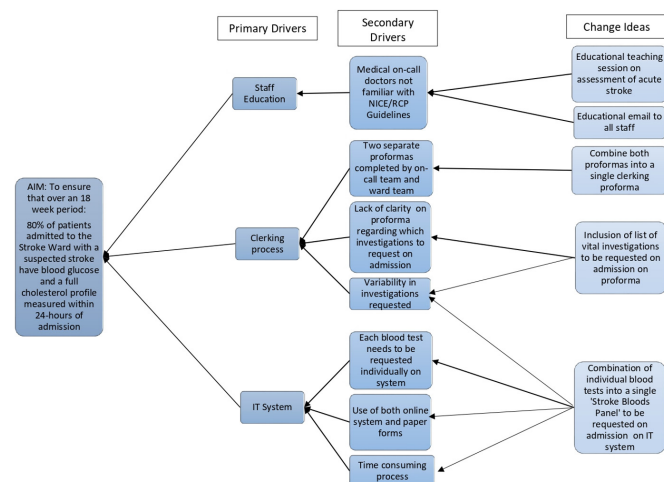 Primary Drivers
Secondary
Drivers
Change Ideas
Staff
Education
Medical on-call
doctors not
familiar with
NICE/RCP
Guidelines
Educational teaching
session on
assessment of acute
stroke
Educational email to
all staff
Two separate
proformas
completed by on-
call team and
ward team
Combine both
proformas into a
single clerking
proforma
AIM: To ensure
that over an 18
week period:
80% of patients
admitted to the
Stroke Ward with a
suspected stroke
have blood glucose
and a full
cholesterol profile
measured within
24-hours of
admission
Clerking
process
Lack of clarity on
proforma
regarding which
investigations to
request on
admission
Variability in
investigations
requested
Inclusion of list of
vital investigations
to be requested on
admission on
proforma
IT System
Each blood test
needs to be
requested
individually on
system
Use of both online
system and paper
forms
Time consuming
process
Combination of
individual blood
tests into a single
'Stroke Bloods
Panel' to be
requested on
admission on IT
system